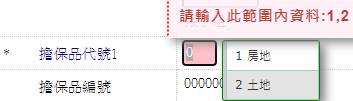 請輸入此範圍內資料:1,2
* 擔保品代號1 0 1 房地
2 土地
擔保品編號 000000